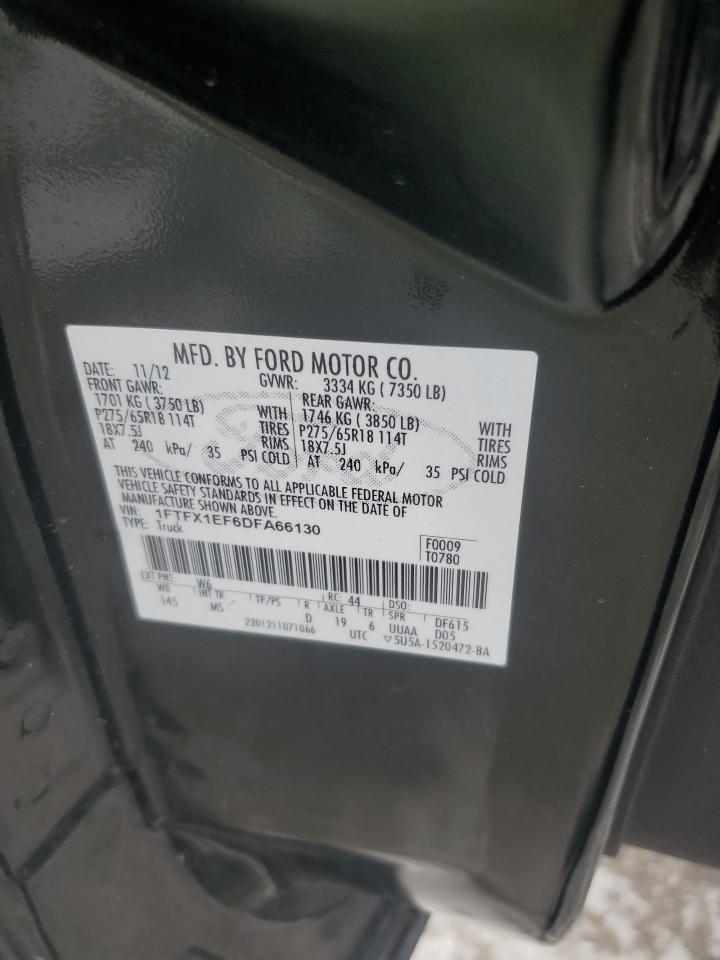 MFD. BY FORD MOTOR CO.
DATE: 11/12 GVWR: 3334 KG ( 7350 LB)
FRONT GAWR: REAR GAWR:
1701 KG ( 3750 LB) WITH 1746 KG ( 3850 LB) WITH
P275/65R18 114T TIRES P275/65R18 114T TIRES
18X7.5J RIMS 18X7.5J RIMS
AT 240 kPa/ 35 PSI COLD AT 240 kPa/ 35 PSI COLD
THIS VEHICLE CONFORMS TO ALL APPLICABLE FEDERAL MOTOR
VEHICLE SAFETY STANDARDS IN EFFECT ON THE DATE OF
MANUFACTURE SHOWN ABOVE.
VIN: 1FTFX1EF6DFA66130
TYPE: Truck
F0009
T0780
EXT PNT: W6 RC: 44 DSO:
WB INT TR TP/PS R AXLE TR SPR DF615
145 MS D 19 6 UUAA D05
2201211071066 UTC ▽5U5A-1520472-BA